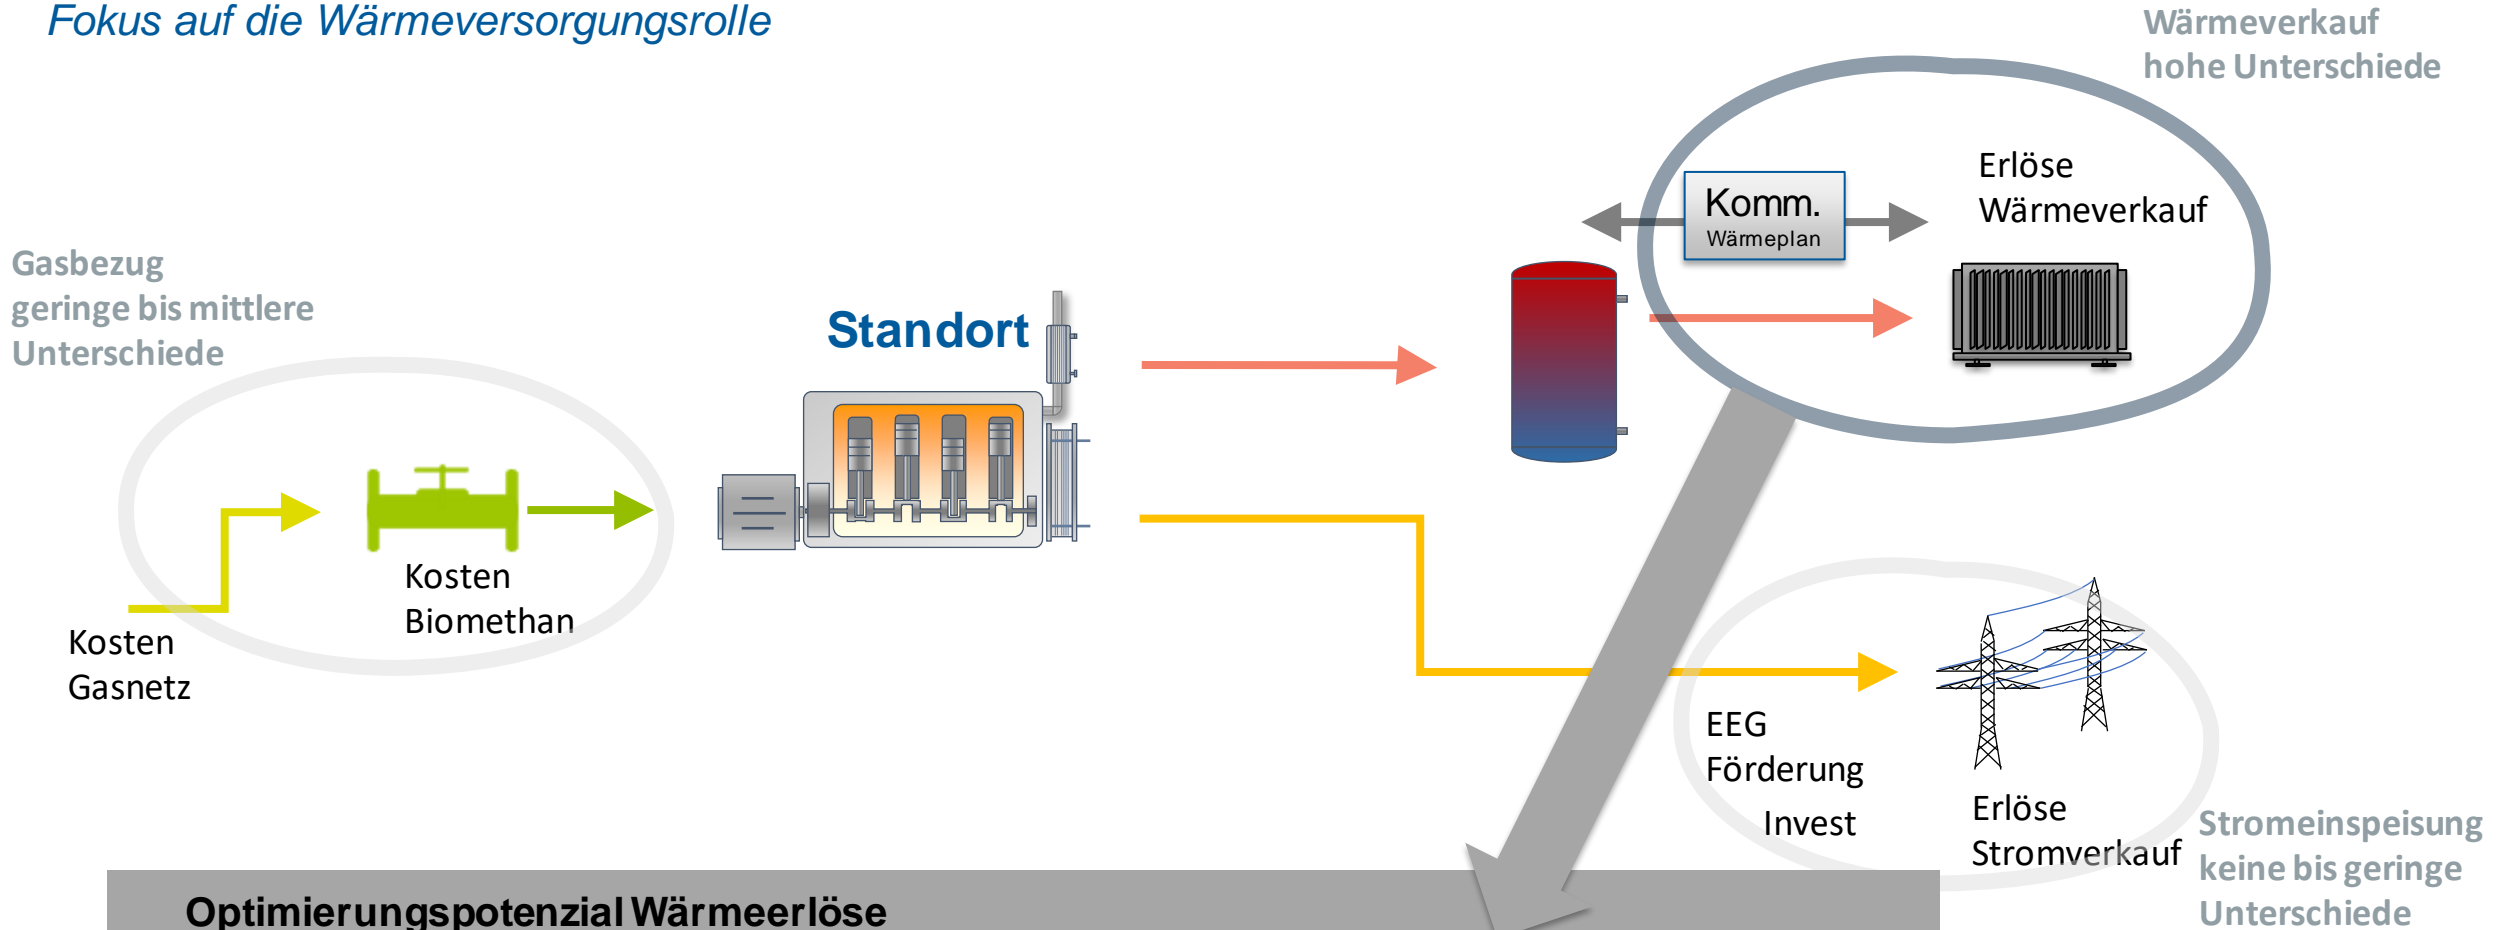 Fokus auf die Wärmeversorgungsrolle
Wärmeverkauf
hohe Unterschiede
Erlöse
Wärmeverkauf
Komm.
Wärmeplan
Gasbezug
geringe bis mittlere
Unterschiede
Standort
Kosten
Biomethan
Kosten
Gasnetz
EEG
Förderung
Invest
Erlöse
Stromverkauf
Stromeinspeisung
keine bis geringe
Unterschiede
Optimierungspotenzial Wärmeerlöse